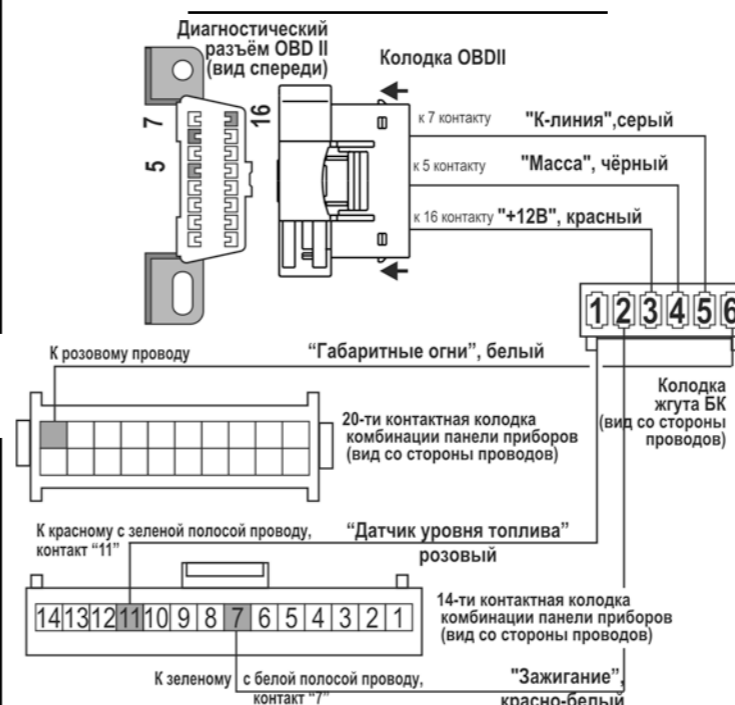 Диагностический
разъём OBD II
(вид спереди)
Колодка OBDII
7
16
5
к 7 контакту "К-линия",серый
к 5 контакту "Масса", чёрный
к 16 контакту "+12В", красный
1 2 3 4 5 6
К розовому проводу “Габаритные огни”, белый
Колодка
жгута БК
(вид со стороны
проводов)
20-ти контактная колодка
комбинации панели приборов
(вид со стороны проводов)
К красному с зеленой полосой проводу,
контакт “11”
“Датчик уровня топлива”
розовый
14 13 12 11 10 9 8 7 6 5 4 3 2 1
14-ти контактная колодка
комбинации панели приборов
(вид со стороны проводов)
К зеленому с белой полосой проводу,
контакт “7”
"Зажигание",
красно-белый